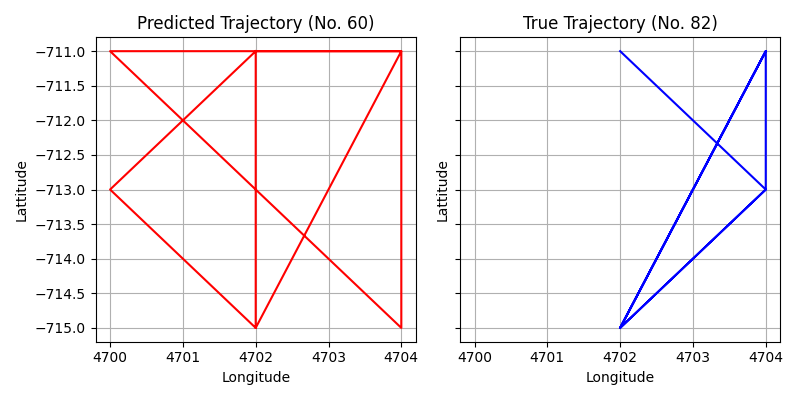 Predicted Trajectory (No. 60)
True Trajectory (No. 82)
−711.0
−711.5
−712.0
−712.5
−713.0
−713.5
−714.0
−714.5
−715.0
Lattitude
Lattitude
4700 4701 4702 4703 4704
4700 4701 4702 4703 4704
Longitude
Longitude